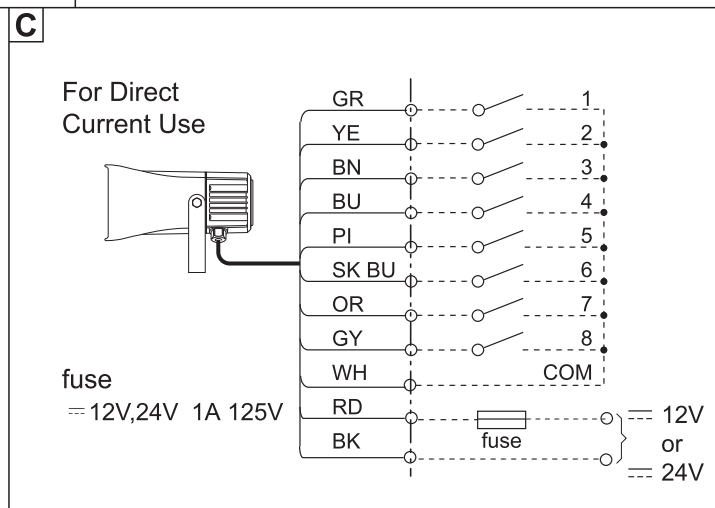 C
For Direct
Current Use
GR 1
YE 2
BN 3
BU 4
PI 5
SK BU 6
OR 7
GY 8
WH COM
fuse
⎓12V,24V 1A 125V
RD
fuse
BK
⎓ 12V
or
⎓ 24V